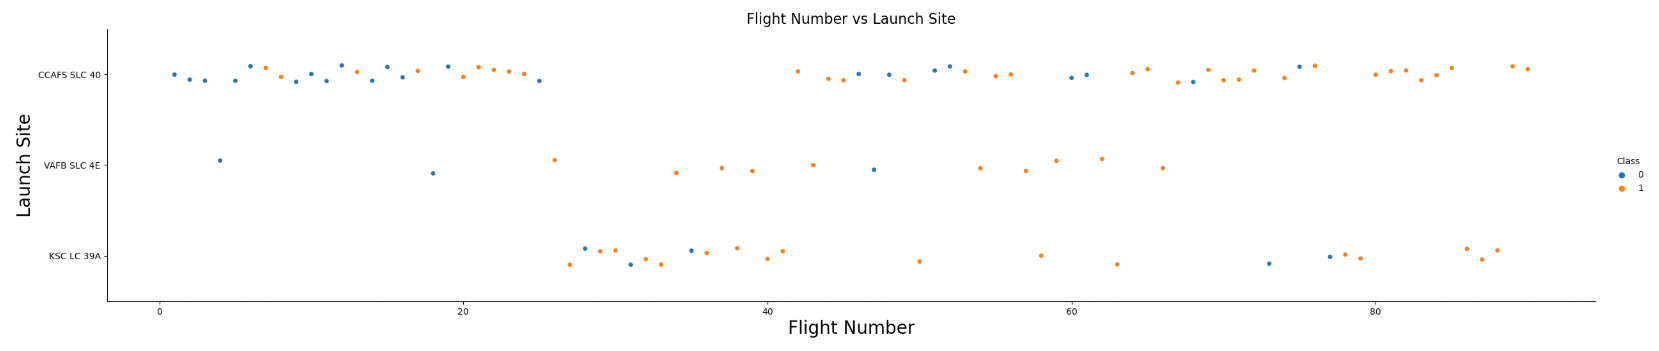 Flight Number vs Launch Site
Launch Site
CCAFS SLC 40
VAFB SLC 4E
KSC LC 39A
0 20 40 60 80
Flight Number
Class
0
1